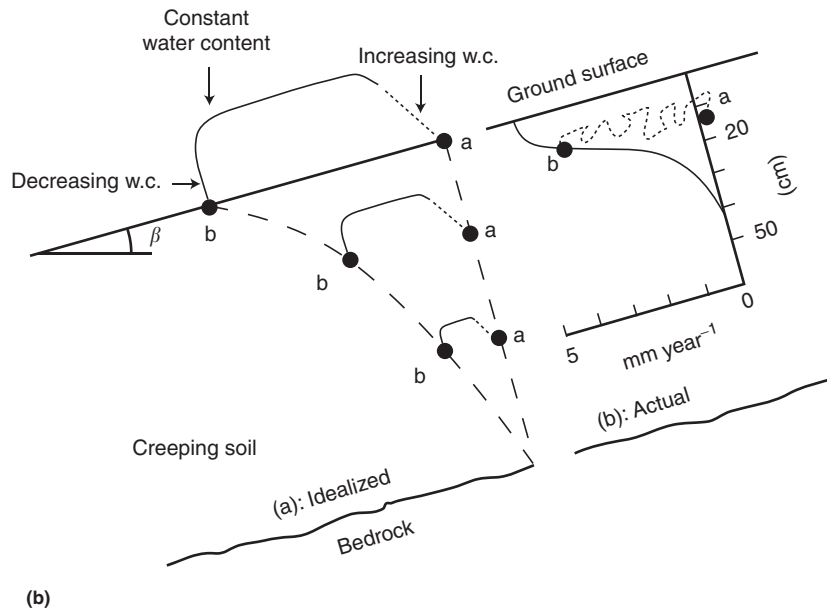 Constant
water content
Increasing w.c.
Ground surface
a
20
(cm)
50
0
5
mm year⁻¹
b
a
Decreasing w.c.
b
β
a
b
a
b
Creeping soil
(a): Idealized
Bedrock
(b): Actual
(b)